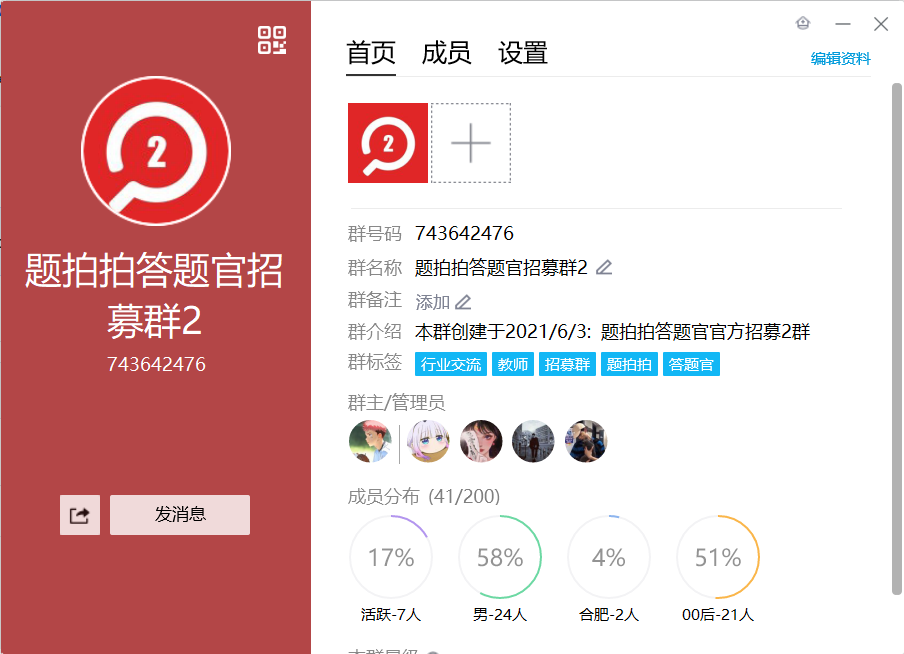 2
题拍拍答题官招
募群2
743642476
发消息
首页 成员 设置
编辑资料
2
群号码 743642476
群名称 题拍拍答题官招募群2
群备注 添加
群介绍 本群创建于2021/6/3: 题拍拍答题官官方招募2群
群标签 行业交流 教师 招募群 题拍拍 答题官
群主/管理员
成员分布 (41/200)
17% 58% 4% 51%
活跃-7人 男-24人 合肥-2人 00后-21人